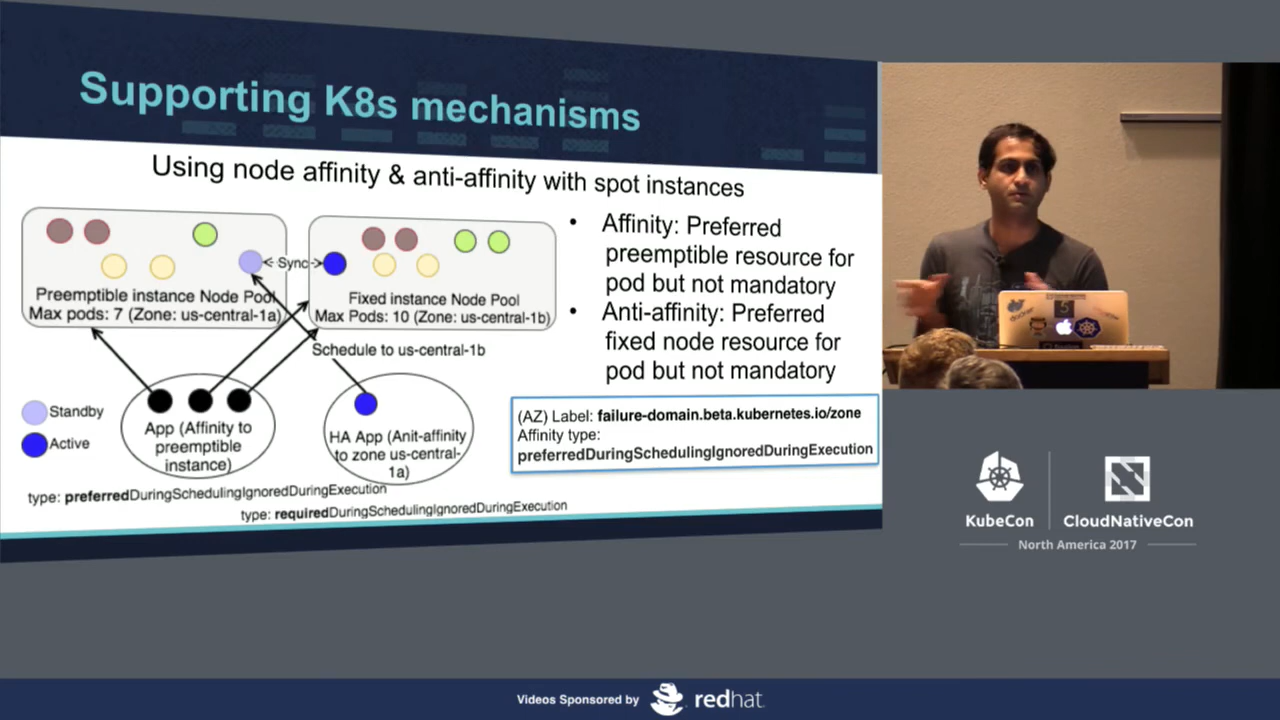 Supporting K8s mechanisms
Using node affinity & anti-affinity with spot instances
Sync
Preemptible instance Node Pool
Max pods: 7 (Zone: us-central-1a)
Fixed instance Node Pool
Max Pods: 10 (Zone: us-central-1b)
Schedule to us-central-1b
Standby
Active
App (Affinity to
preemptible
instance)
HA App (Anit-affinity
to zone us-central-
1a)
type: preferredDuringSchedulingIgnoredDuringExecution
type: requiredDuringSchedulingIgnoredDuringExecution
• Affinity: Preferred
preemptible resource for
pod but not mandatory
• Anti-affinity: Preferred
fixed node resource for
pod but not mandatory
(AZ) Label: failure-domain.beta.kubernetes.io/zone
Affinity type:
preferredDuringSchedulingIgnoredDuringExecution
docker
KubeCon
CloudNativeCon
North America 2017
Videos Sponsored by
redhat